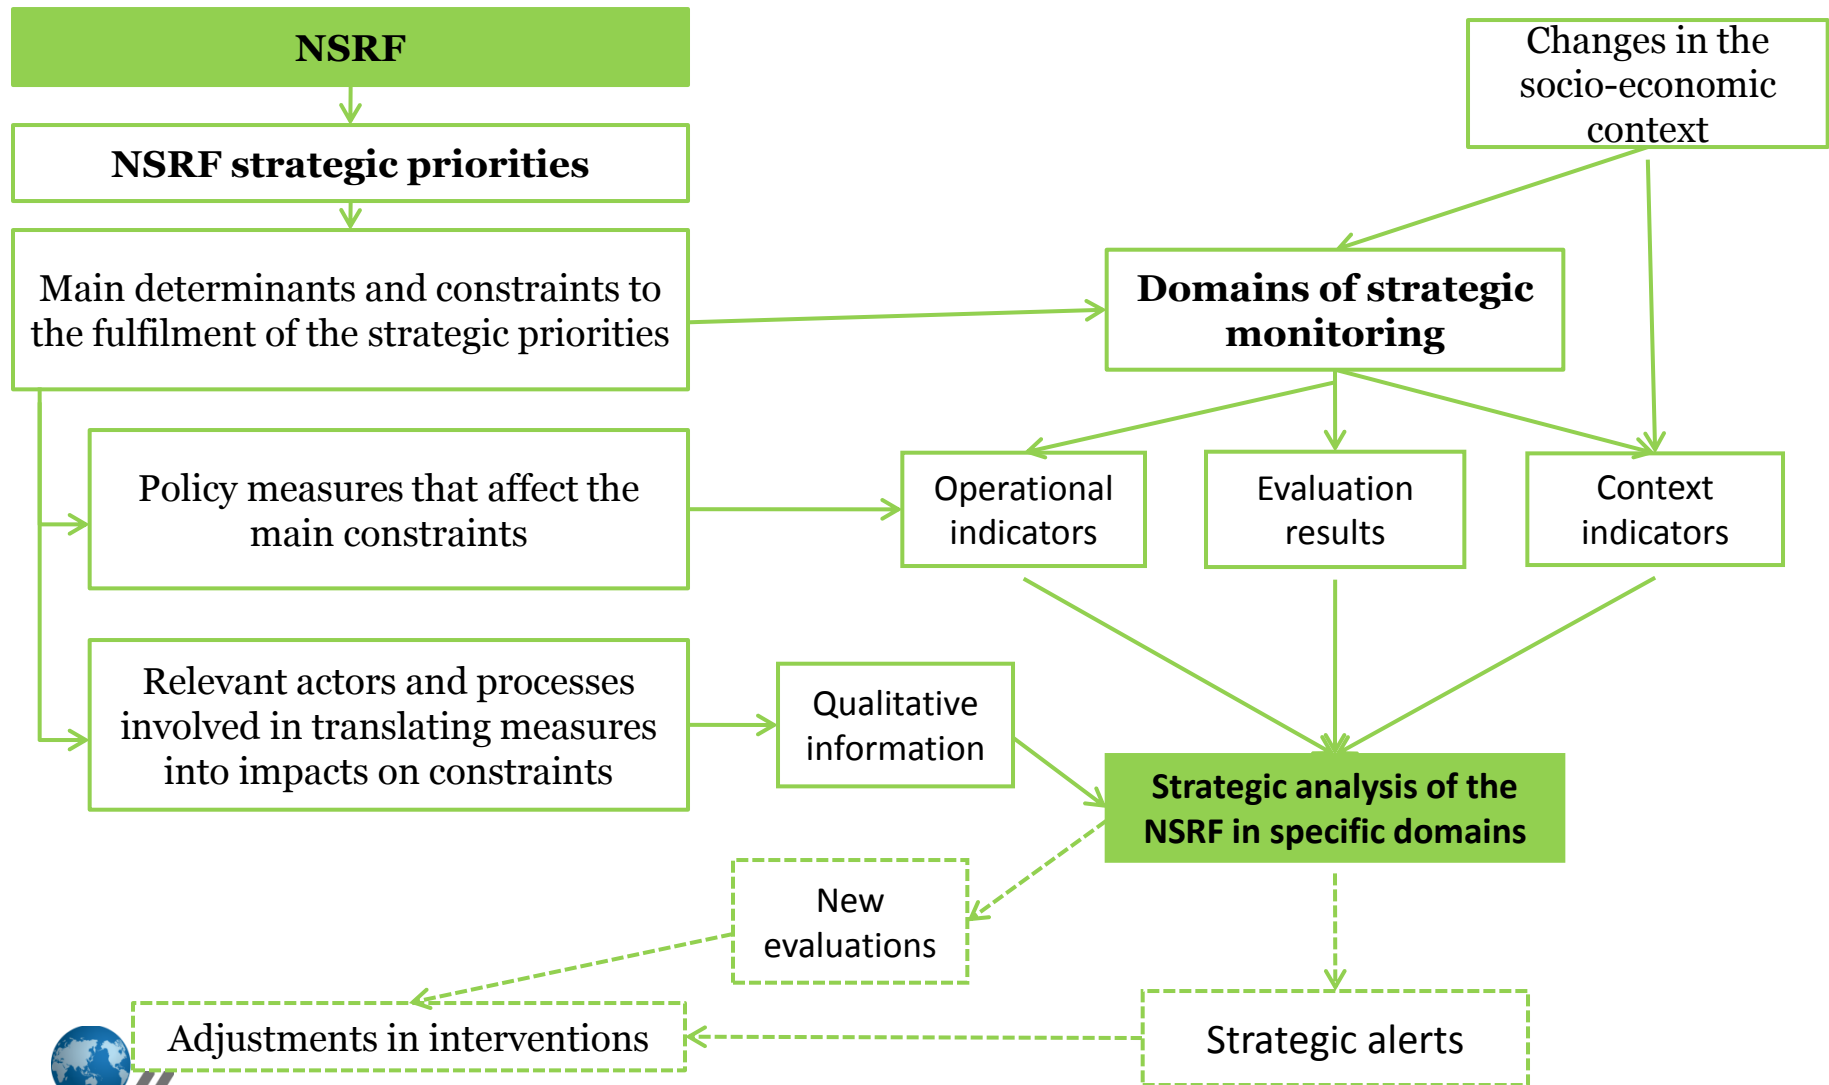 NSRF
Changes in the
socio-economic
context
NSRF strategic priorities
Main determinants and constraints to
the fulfilment of the strategic priorities
Domains of strategic
monitoring
Policy measures that affect the
main constraints
Operational
indicators
Evaluation
results
Context
indicators
Relevant actors and processes
involved in translating measures
into impacts on constraints
Qualitative
information
Strategic analysis of the
NSRF in specific domains
New
evaluations
Adjustments in interventions
Strategic alerts